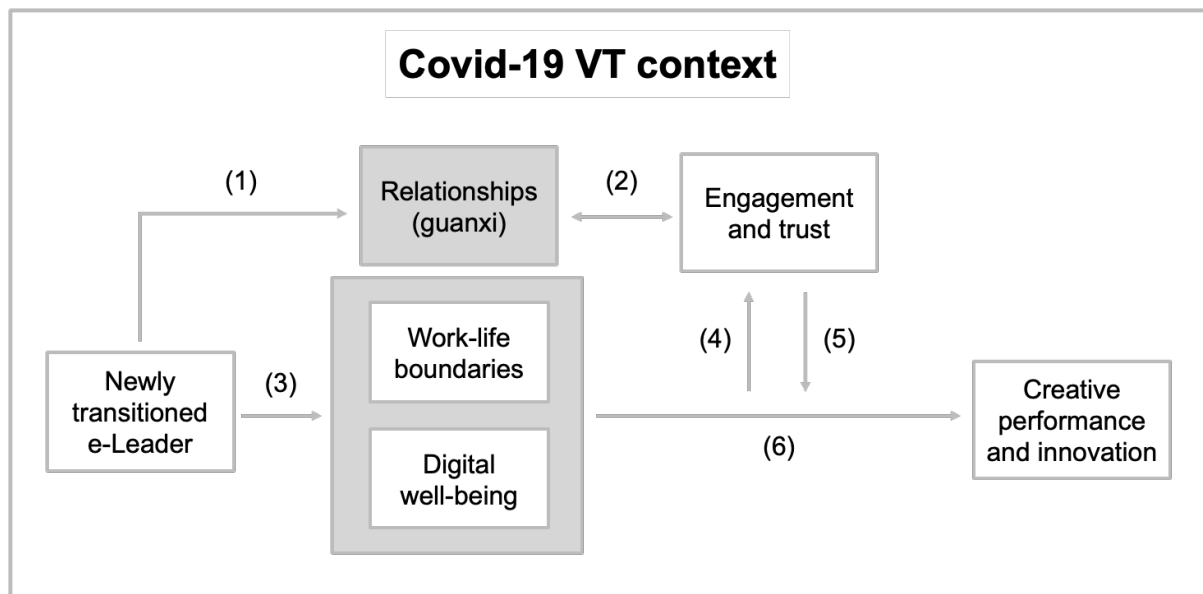 Covid-19 VT context
(1)
Relationships
(guanxi)
(2)
Engagement
and trust
Newly
transitioned
e-Leader
(3)
Work-life
boundaries
Digital
well-being
(4)
(5)
(6)
Creative
performance
and innovation